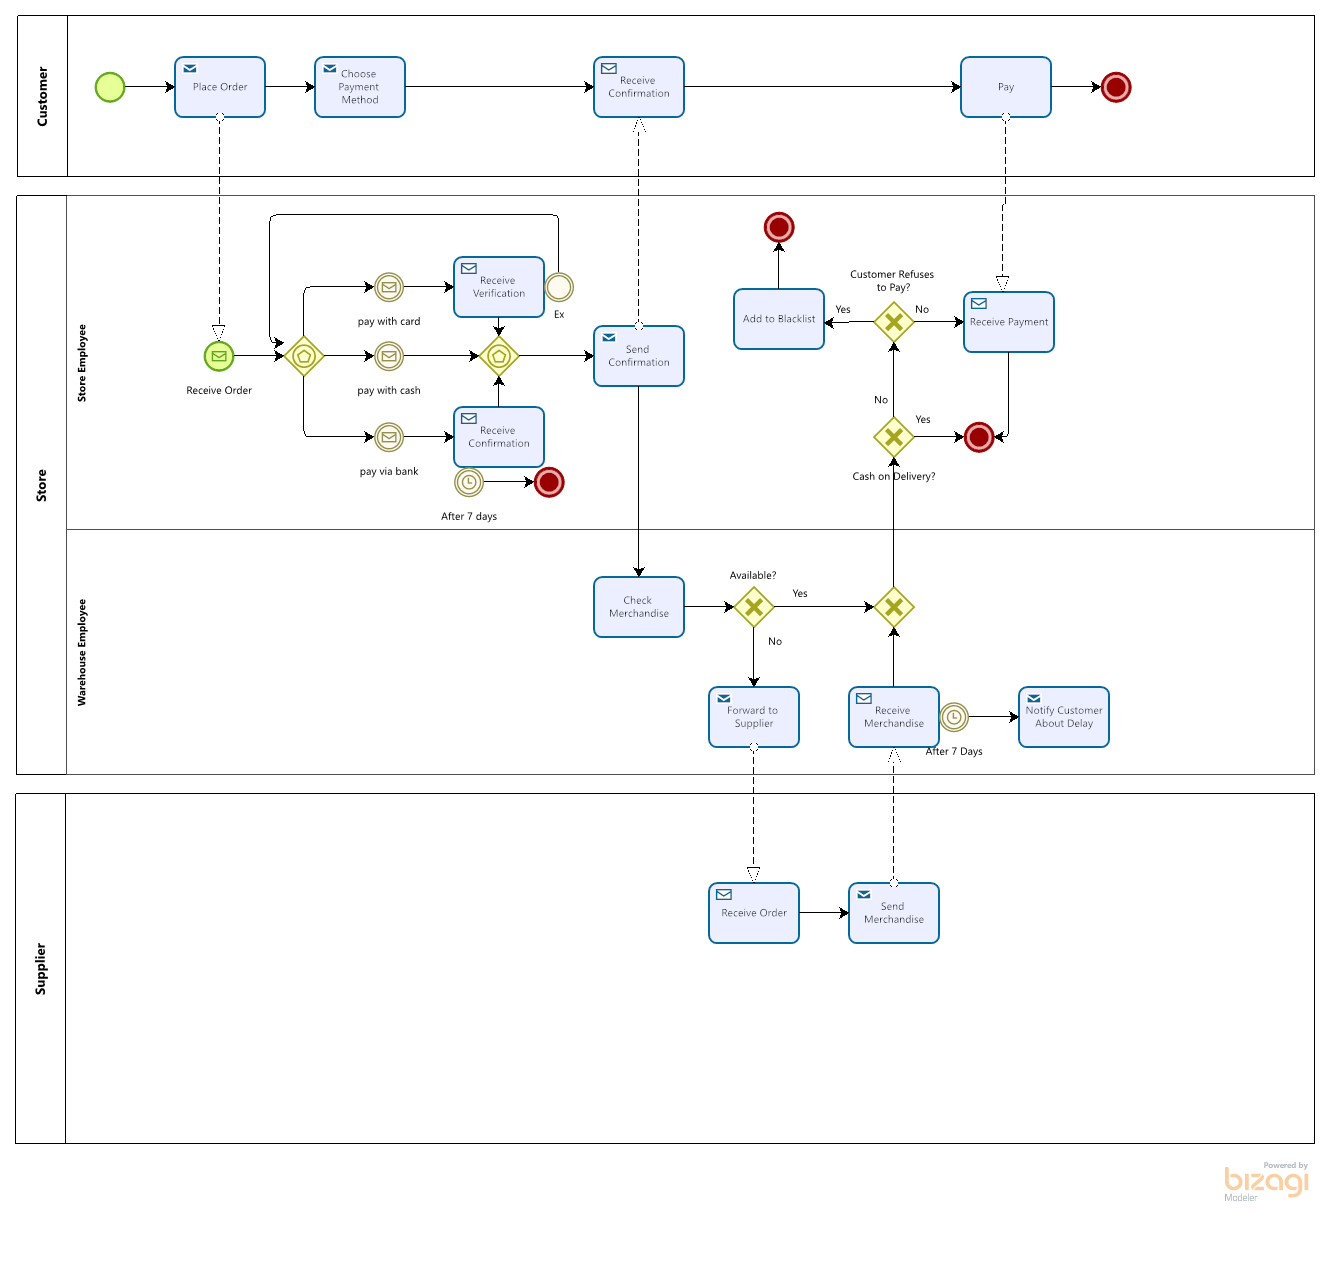 Customer
Place Order
Choose
Payment
Method
Receive
Confirmation
Pay
Store
Store Employee
Receive Order
pay with card
pay with cash
pay via bank
Receive
Verification
Ex
Receive
Confirmation
After 7 days
Send
Confirmation
Add to Blacklist
Yes
Customer Refuses
to Pay?
No
Receive Payment
No
Yes
Cash on Delivery?
Warehouse Employee
Check
Merchandise
Available?
Yes
No
Forward to
Supplier
Receive
Merchandise
After 7 Days
Notify Customer
About Delay
Supplier
Receive Order
Send
Merchandise
Powered by
bizagi
Modeler